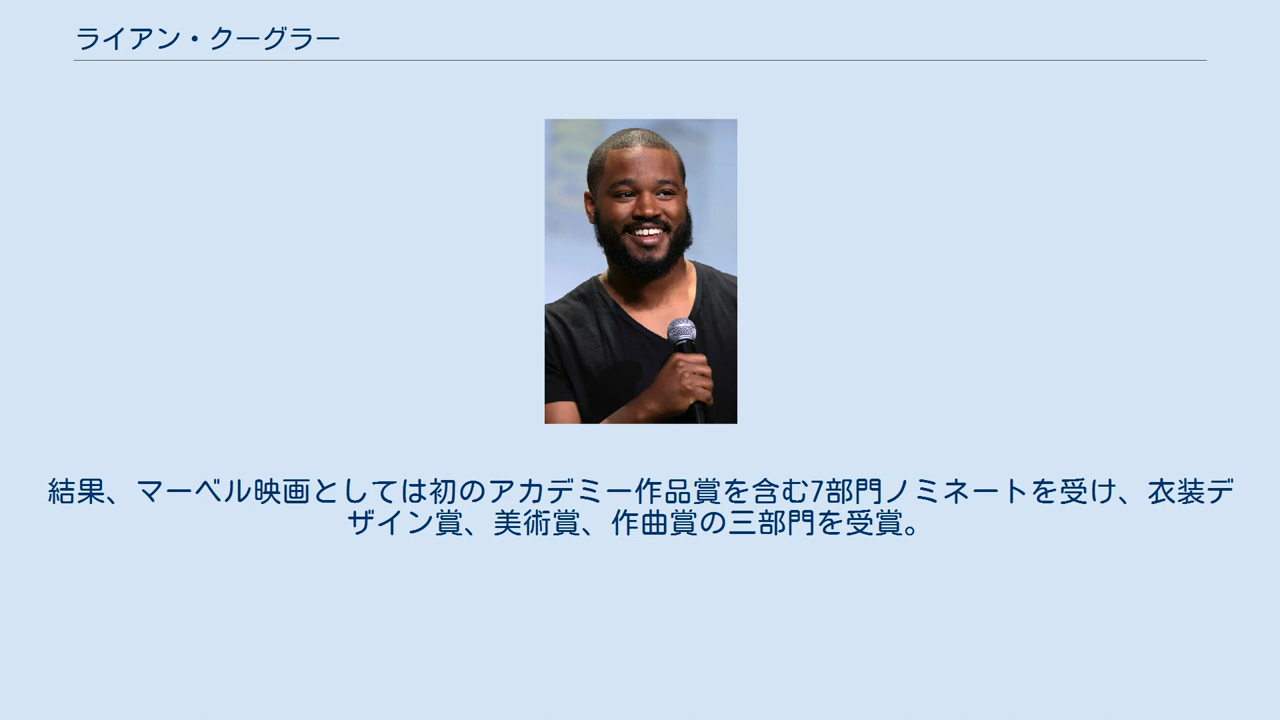 ライアン・クーグラー
結果、マーベル映画としては初のアカデミー作品賞を含む7部門ノミネートを受け、衣装デ
ザイン賞、美術賞、作曲賞の三部門を受賞。